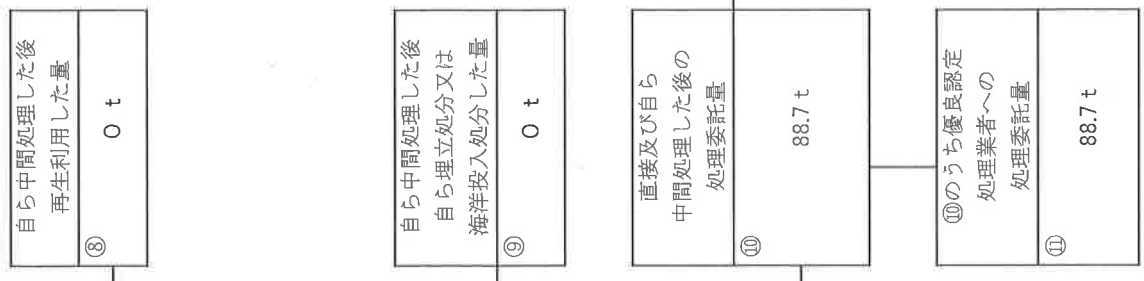 自ら中間処理した後
再生利用した量
⑧
0 t
自ら中間処理した後
自ら埋立処分又は
海洋投入処分した量
⑨
0 t
直接及び自ら
中間処理した後の
処理委託量
⑩
88.7 t
⑩のうち優良認定
処理業者への
処理委託量
⑪
88.7 t